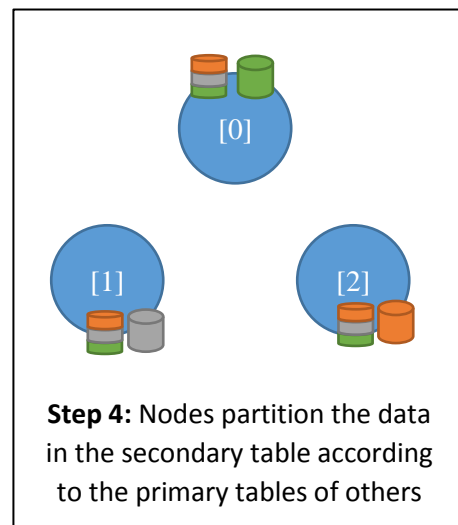 [0]
[1]
[2]
Step 4: Nodes partition the data
in the secondary table according
to the primary tables of others